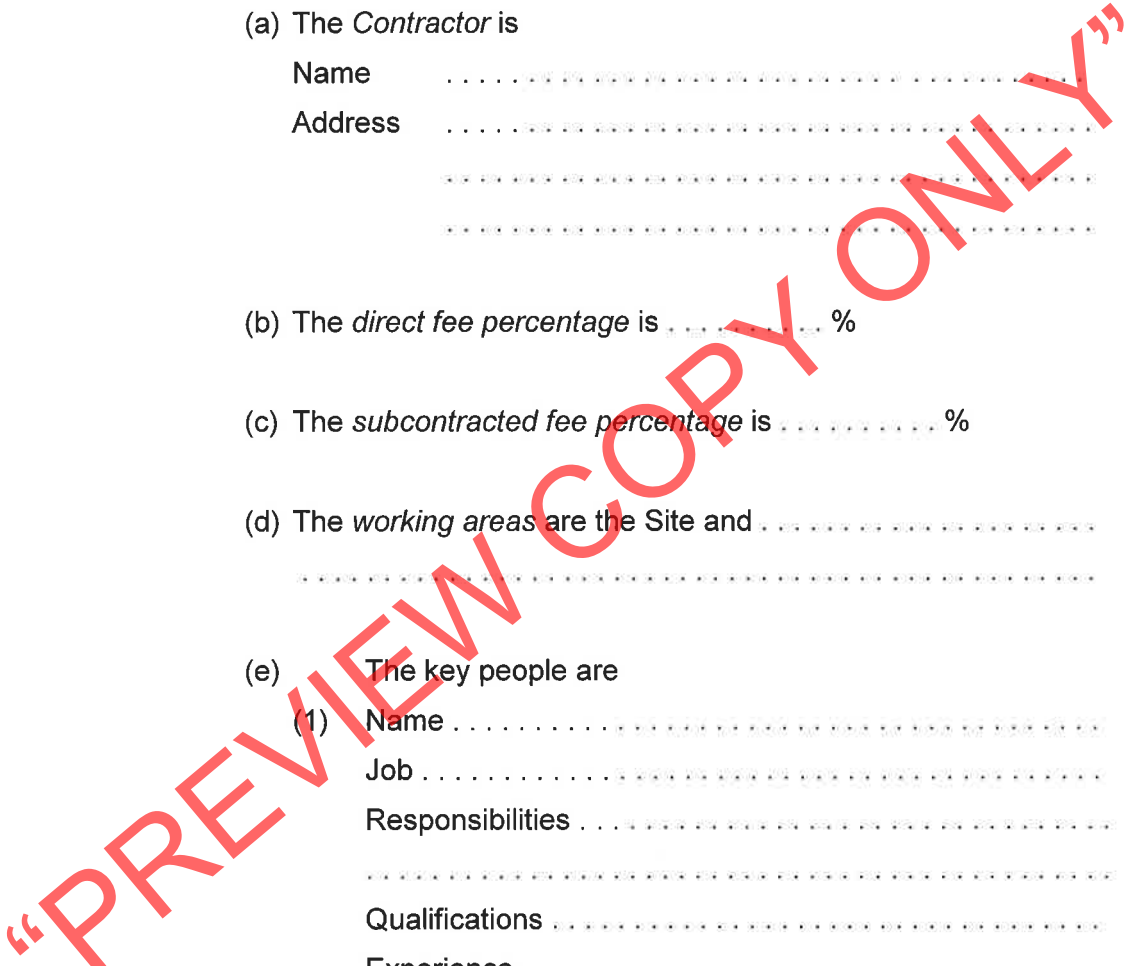 (a) The Contractor is
Name . . . . . . . . . . . . . . . . . . . . . . . . . . . . . . . . . . . .
Address . . . . . . . . . . . . . . . . . . . . . . . . . . . . . . . . . . . .
. . . . . . . . . . . . . . . . . . . . . . . . . . . . . . . . . . . .
. . . . . . . . . . . . . . . . . . . . . . . . . . . . . . . . . . . .
(b) The direct fee percentage is . . . . . . . . . . %
(c) The subcontracted fee percentage is . . . . . . . . . . %
(d) The working areas are the Site and . . . . . . . . . . . . . . . . . . .
. . . . . . . . . . . . . . . . . . . . . . . . . . . . . . . . . . . . . . . . . . . .
(e) The key people are
(1) Name . . . . . . . . . . . . . . . . . . . . . . . . . . . . . . . . . . . .
Job . . . . . . . . . . . . . . . . . . . . . . . . . . . . . . . . . . . . . .
Responsibilities . . . . . . . . . . . . . . . . . . . . . . . . . . . . . .
. . . . . . . . . . . . . . . . . . . . . . . . . . . . . . . . . . . . . . . . .
Qualifications . . . . . . . . . . . . . . . . . . . . . . . . . . . . . . .
Experience
“PREVIEW COPY ONLY”